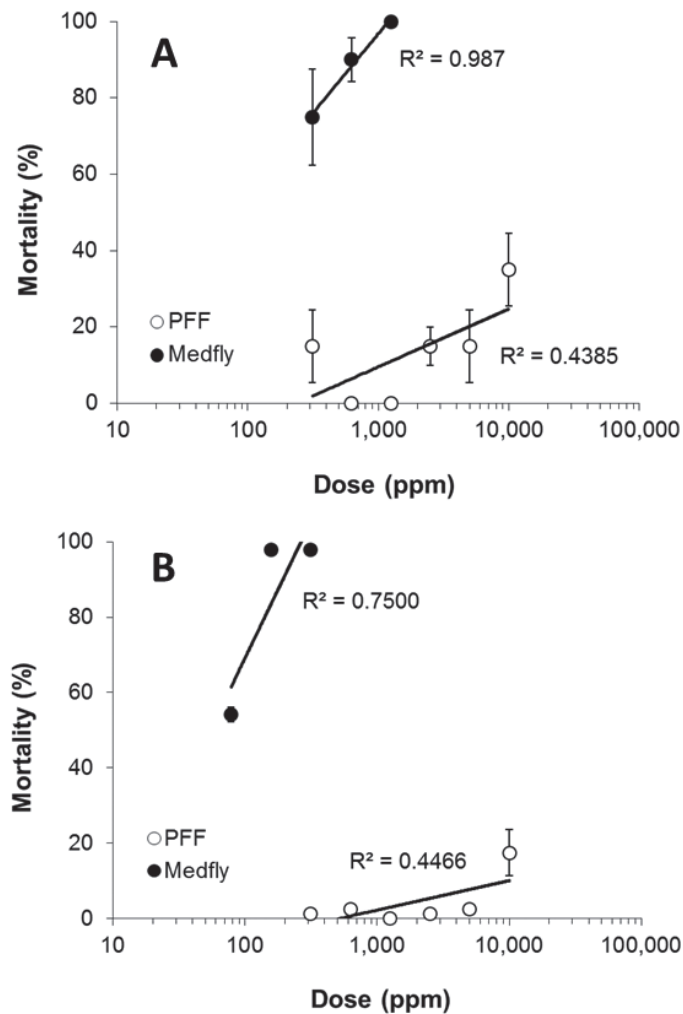 100
A
R² = 0.987
80
60
Mortality (%)
40
PFF
20
Medfly
R² = 0.4385
0
10
100
1,000
10,000
100,000
Dose (ppm)
100
B
80
R² = 0.7500
60
Mortality (%)
40
20
PFF
R² = 0.4466
Medfly
0
10
100
1,000
10,000
100,000
Dose (ppm)